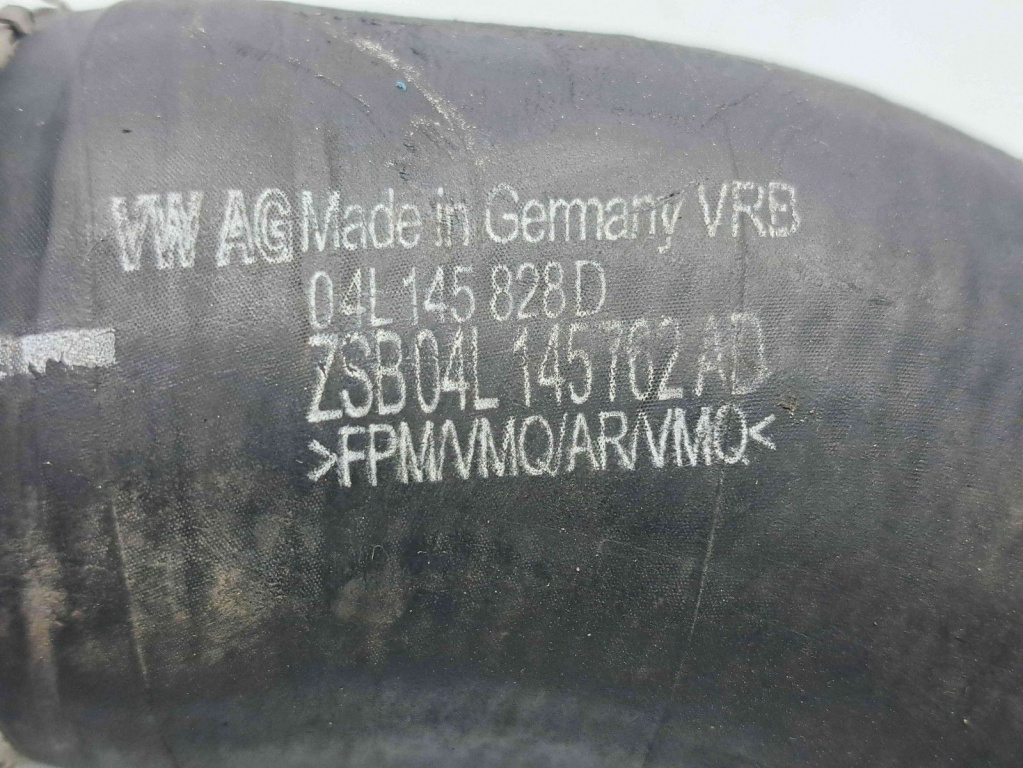 VW AG Made in Germany VRB
04L 145 828 D
ZSB 04L 145 762 AD
>FPM/VMQ/AR/VMQ<